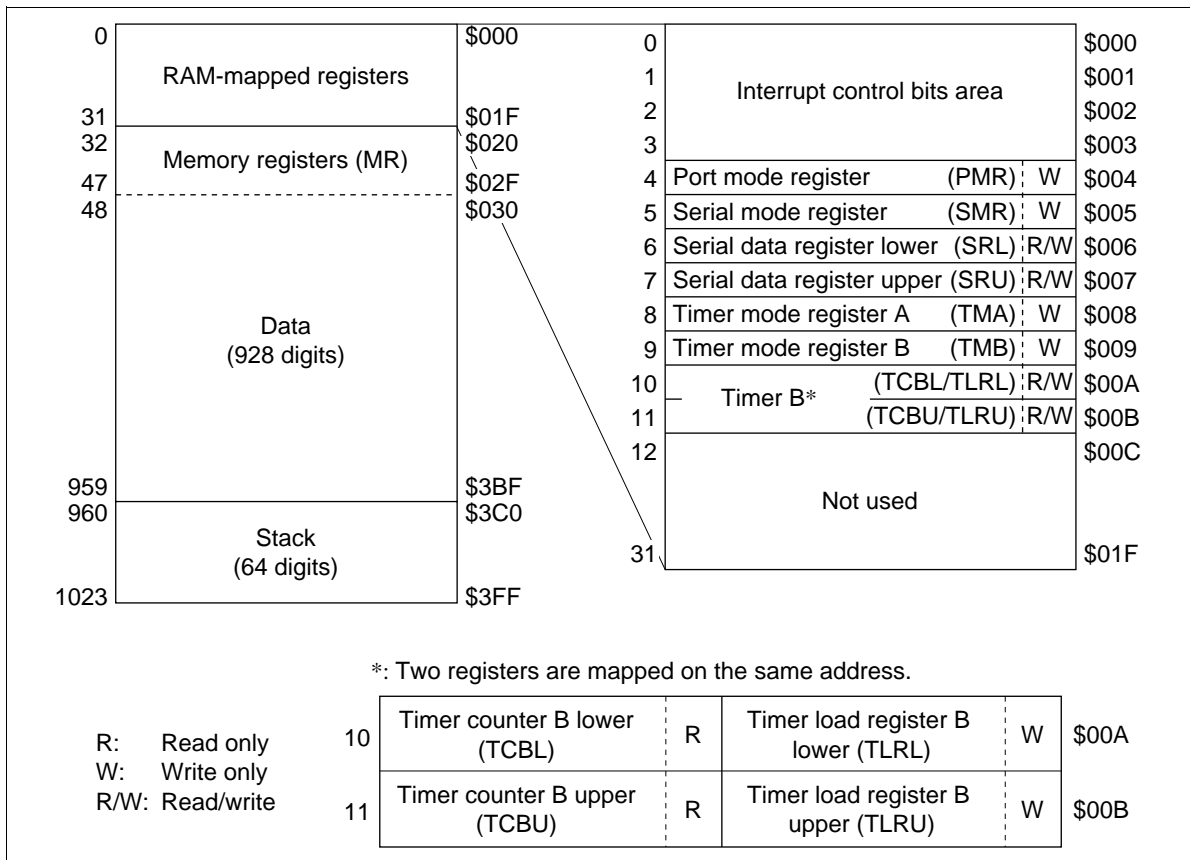 0 $000
RAM-mapped registers
31 $01F
32 $020
Memory registers (MR)
47 $02F
48 $030
Data
(928 digits)
959 $3BF
960 $3C0
Stack
(64 digits)
1023 $3FF
0 $000
1 $001
Interrupt control bits area
2 $002
3 $003
4 Port mode register (PMR) W $004
5 Serial mode register (SMR) W $005
6 Serial data register lower (SRL) R/W $006
7 Serial data register upper (SRU) R/W $007
8 Timer mode register A (TMA) W $008
9 Timer mode register B (TMB) W $009
10 (TCBL/TLRL) R/W $00A
Timer B*
11 (TCBU/TLRU) R/W $00B
12 $00C
Not used
31 $01F
*: Two registers are mapped on the same address.
R: Read only
W: Write only
R/W: Read/write
10 Timer counter B lower R Timer load register B W $00A
(TCBL) lower (TLRL)
11 Timer counter B upper R Timer load register B W $00B
(TCBU) upper (TLRU)